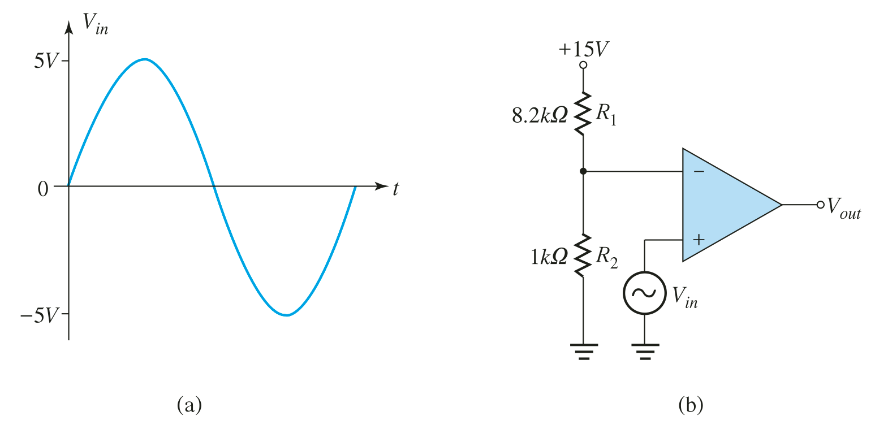 V_in
5V
0
t
−5V
(a)
+15V
8.2kΩ R_1
−
+
V_out
1kΩ R_2
V_in
(b)